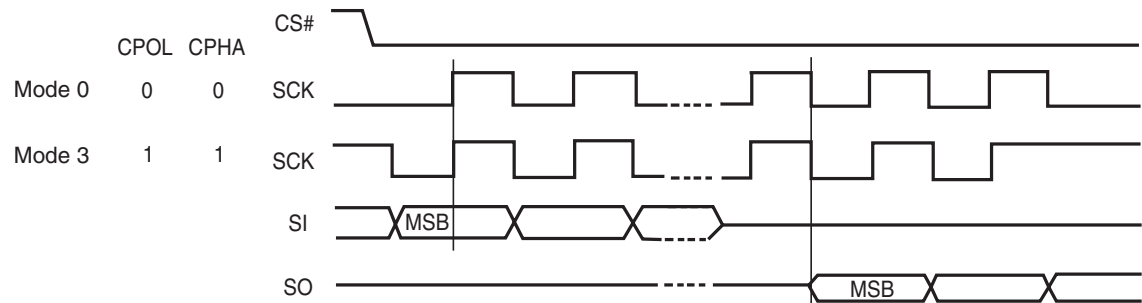 CS#
CPOL CPHA
Mode 0 0 0 SCK
Mode 3 1 1 SCK
SI MSB
SO MSB